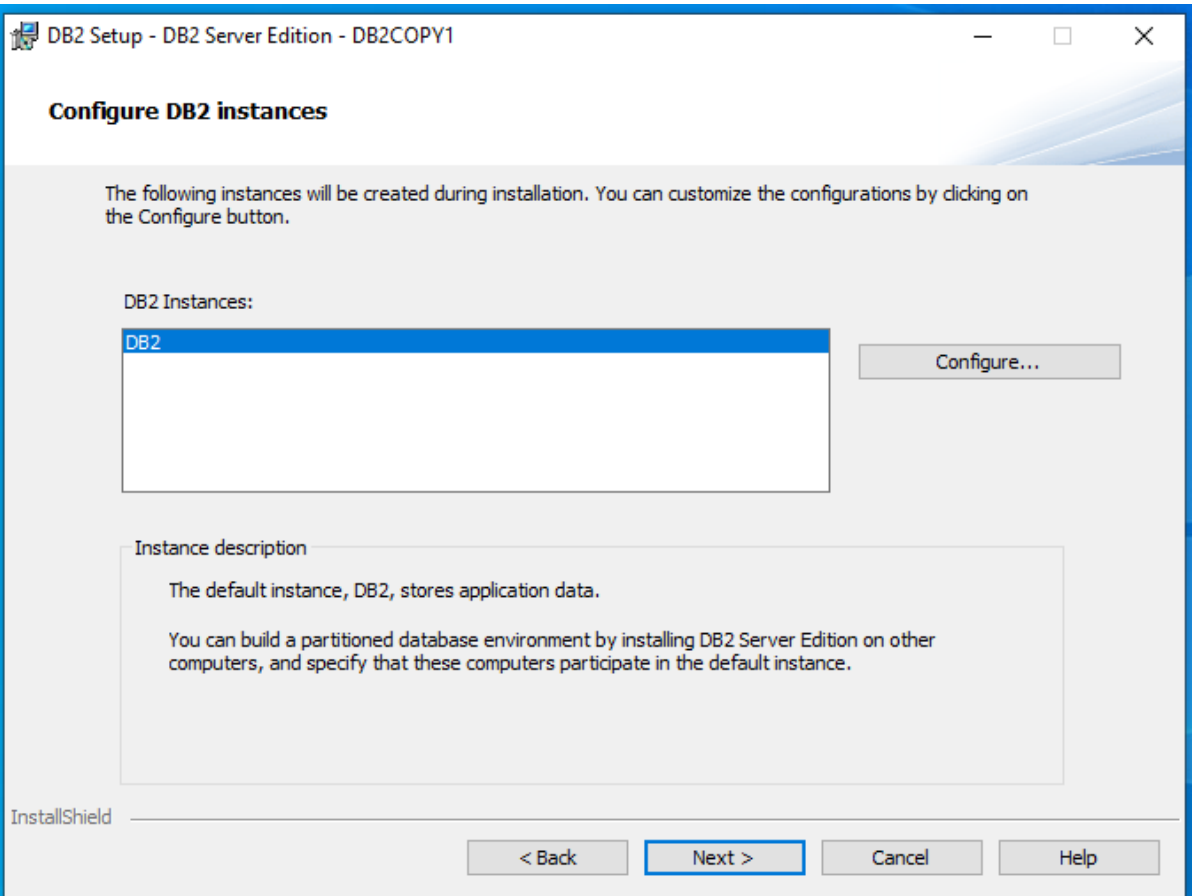 DB2 Setup - DB2 Server Edition - DB2COPY1
Configure DB2 instances
The following instances will be created during installation. You can customize the configurations by clicking on
the Configure button.
DB2 Instances:
DB2
Configure...
Instance description
The default instance, DB2, stores application data.
You can build a partitioned database environment by installing DB2 Server Edition on other
computers, and specify that these computers participate in the default instance.
InstallShield
< Back
Next >
Cancel
Help